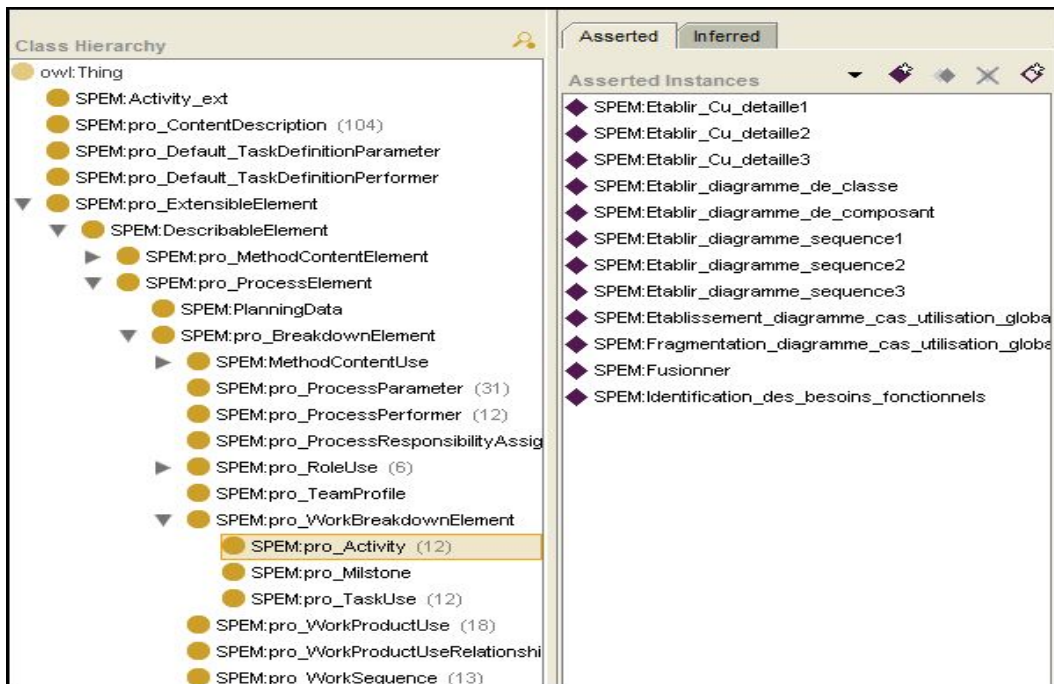 Class Hierarchy
owl:Thing
SPEM:Activity_ext
SPEM:pro_ContentDescription (104)
SPEM:pro_Default_TaskDefinitionParameter
SPEM:pro_Default_TaskDefinitionPerformer
SPEM:pro_ExtensibleElement
SPEM:DescribableElement
SPEM:pro_MethodContentElement
SPEM:pro_ProcessElement
SPEM:PlanningData
SPEM:pro_BreakdownElement
SPEM:MethodContentUse
SPEM:pro_ProcessParameter (31)
SPEM:pro_ProcessPerformer (12)
SPEM:pro_ProcessResponsibilityAssig
SPEM:pro_RoleUse (6)
SPEM:pro_TeamProfile
SPEM:pro_WorkBreakdownElement
SPEM:pro_Activity (12)
SPEM:pro_Milstone
SPEM:pro_TaskUse (12)
SPEM:pro_WorkProductUse (18)
SPEM:pro_WorkProductUseRelationshi
SPEM:pro_WorkSequence (13)
Asserted Inferred
Asserted Instances
SPEM:Etablir_Cu_detaille1
SPEM:Etablir_Cu_detaille2
SPEM:Etablir_Cu_detaille3
SPEM:Etablir_diagramme_de_classe
SPEM:Etablir_diagramme_de_composant
SPEM:Etablir_diagramme_sequence1
SPEM:Etablir_diagramme_sequence2
SPEM:Etablir_diagramme_sequence3
SPEM:Etablissement_diagramme_cas_utilisation_globa
SPEM:Fragmentation_diagramme_cas_utilisation_globa
SPEM:Fusionner
SPEM:Identification_des_besoins_fonctionnels